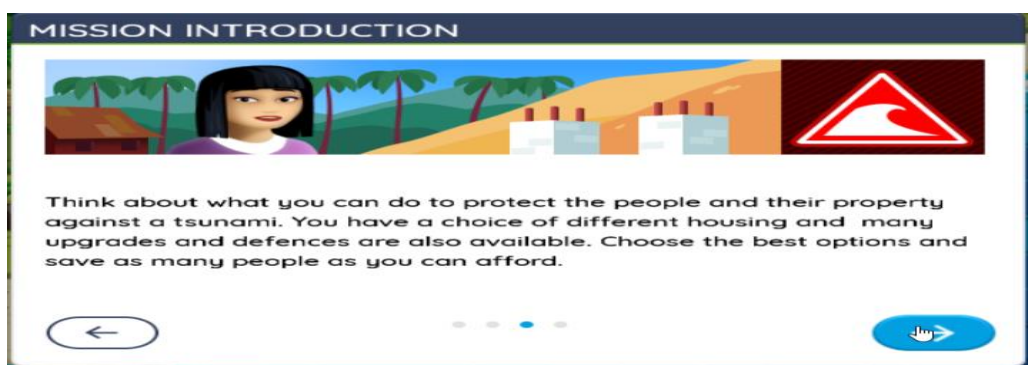 MISSION INTRODUCTION
Think about what you can do to protect the people and their property
against a tsunami. You have a choice of different housing and many
upgrades and defences are also available. Choose the best options and
save as many people as you can afford.